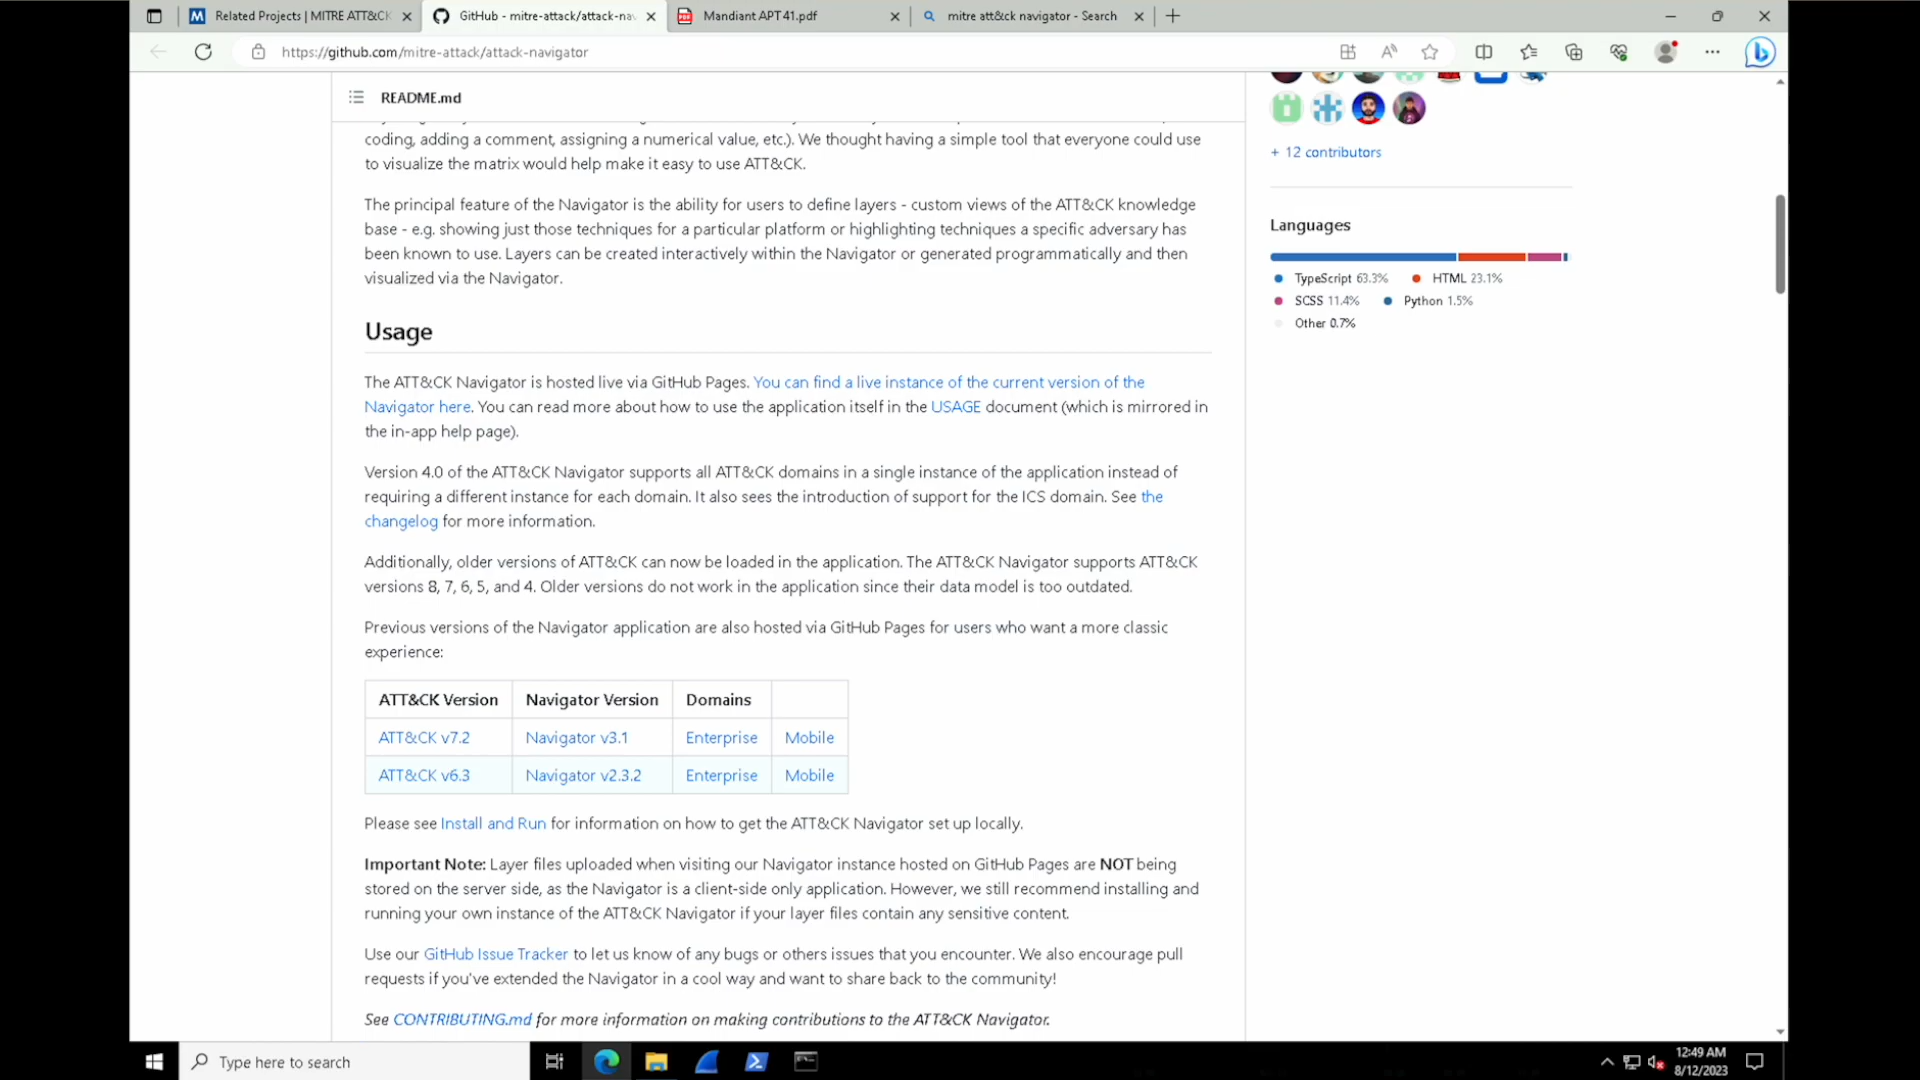 Related Projects | MITRE ATT&CK
GitHub - mitre-attack/attack-nav
Mandiant APT41.pdf
mitre att&ck navigator - Search
https://github.com/mitre-attack/attack-navigator
README.md
coding, adding a comment, assigning a numerical value, etc.). We thought having a simple tool that everyone could use
to visualize the matrix would help make it easy to use ATT&CK.
The principal feature of the Navigator is the ability for users to define layers - custom views of the ATT&CK knowledge
base - e.g. showing just those techniques for a particular platform or highlighting techniques a specific adversary has
been known to use. Layers can be created interactively within the Navigator or generated programmatically and then
visualized via the Navigator.
Usage
The ATT&CK Navigator is hosted live via GitHub Pages. You can find a live instance of the current version of the
Navigator here. You can read more about how to use the application itself in the USAGE document (which is mirrored in
the in-app help page).
Version 4.0 of the ATT&CK Navigator supports all ATT&CK domains in a single instance of the application instead of
requiring a different instance for each domain. It also sees the introduction of support for the ICS domain. See the
changelog for more information.
Additionally, older versions of ATT&CK can now be loaded in the application. The ATT&CK Navigator supports ATT&CK
versions 8, 7, 6, 5, and 4. Older versions do not work in the application since their data model is too outdated.
Previous versions of the Navigator application are also hosted via GitHub Pages for users who want a more classic
experience:
ATT&CK Version Navigator Version Domains
ATT&CK v7.2 Navigator v3.1 Enterprise Mobile
ATT&CK v6.3 Navigator v2.3.2 Enterprise Mobile
Please see Install and Run for information on how to get the ATT&CK Navigator set up locally.
Important Note: Layer files uploaded when visiting our Navigator instance hosted on GitHub Pages are NOT being
stored on the server side, as the Navigator is a client-side only application. However, we still recommend installing and
running your own instance of the ATT&CK Navigator if your layer files contain any sensitive content.
Use our GitHub Issue Tracker to let us know of any bugs or others issues that you encounter. We also encourage pull
requests if you've extended the Navigator in a cool way and want to share back to the community!
See CONTRIBUTING.md for more information on making contributions to the ATT&CK Navigator.
+ 12 contributors
Languages
TypeScript 63.3% HTML 23.1%
SCSS 11.4% Python 1.5%
Other 0.7%
Type here to search
12:49 AM
8/12/2023